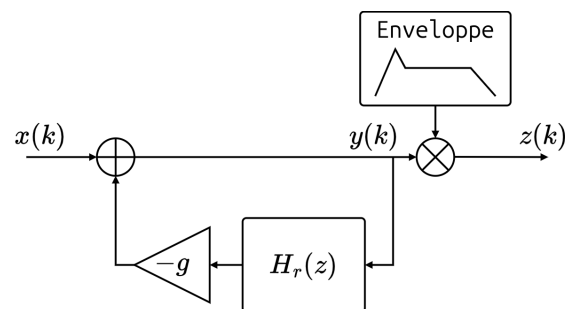 Enveloppe
x(k)
y(k)
z(k)
−g
H_r(z)